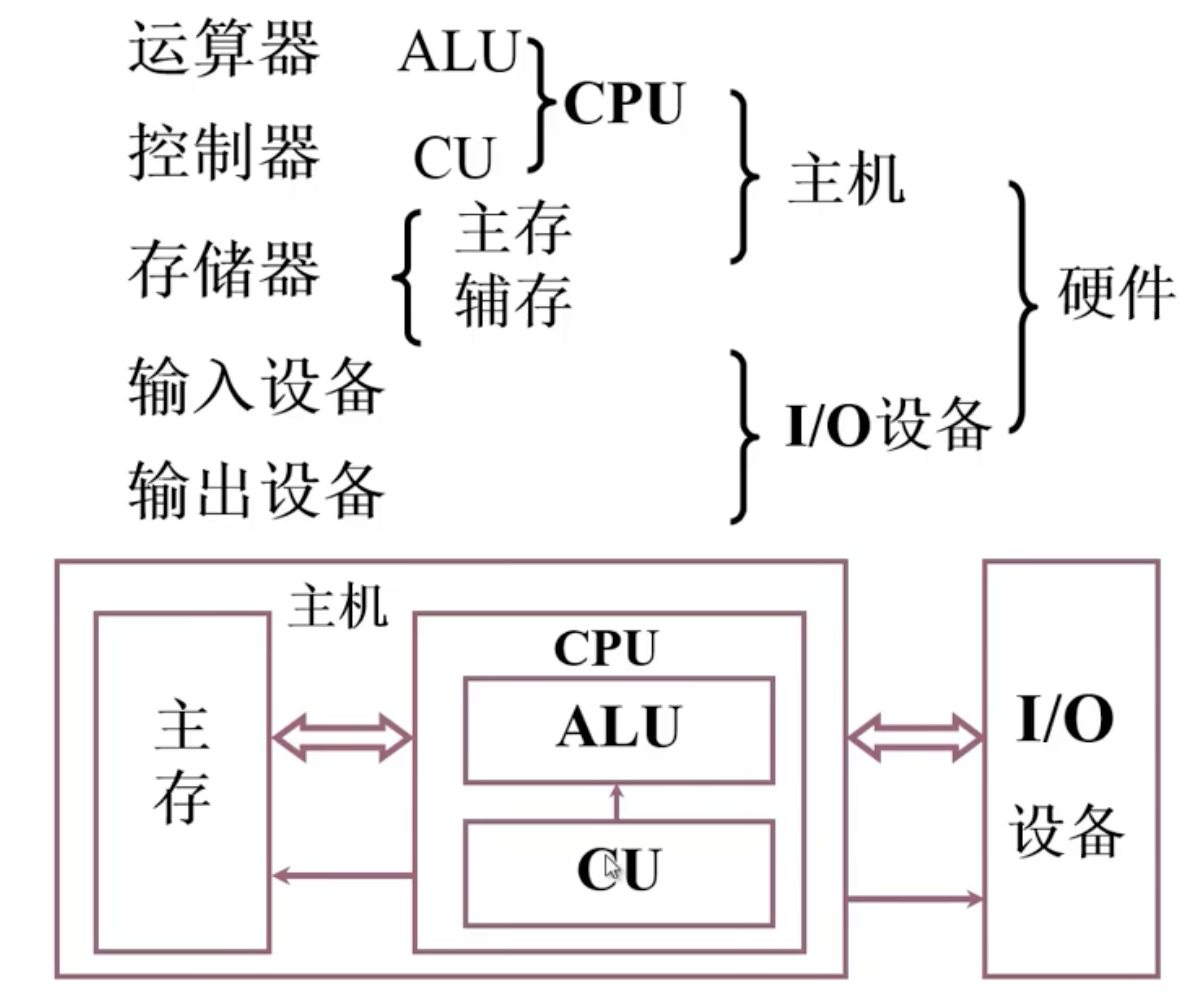 运算器 ALU
CPU
控制器 CU
主机
存储器 主存
辅存
硬件
输入设备
I/O设备
输出设备
主机
主存
CPU
ALU
CU
I/O
设备